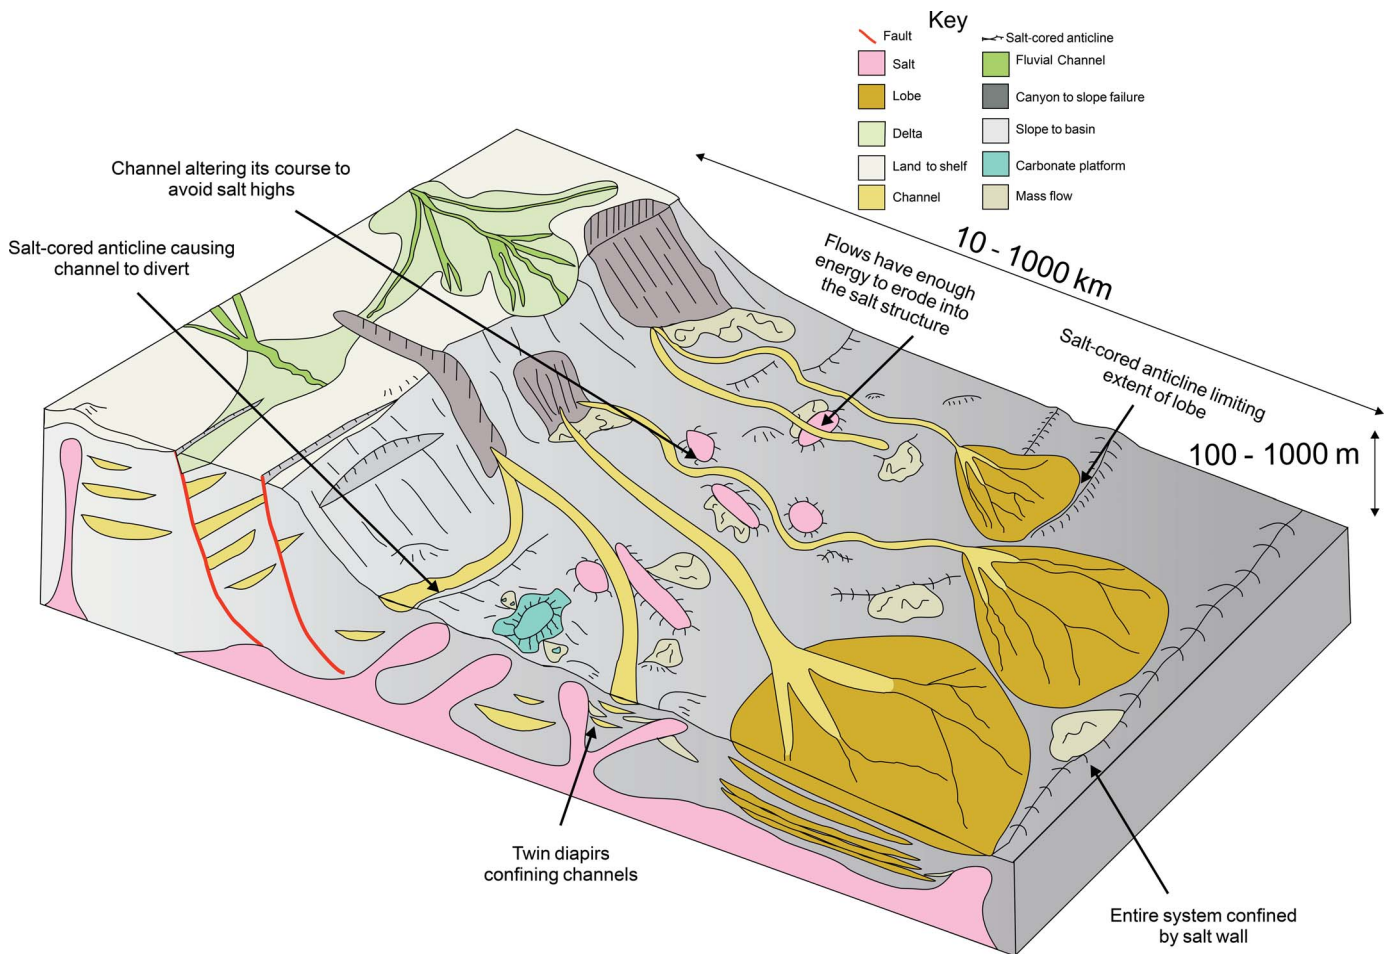 Key
Fault
Salt-cored anticline
Salt
Fluvial Channel
Lobe
Canyon to slope failure
Delta
Slope to basin
Land to shelf
Carbonate platform
Channel
Mass flow
Channel altering its course to
avoid salt highs
Salt-cored anticline causing
channel to divert
Flows have enough
energy to erode into
the salt structure
10 - 1000 km
Salt-cored anticline limiting
extent of lobe
100 - 1000 m
Twin diapirs
confining channels
Entire system confined
by salt wall